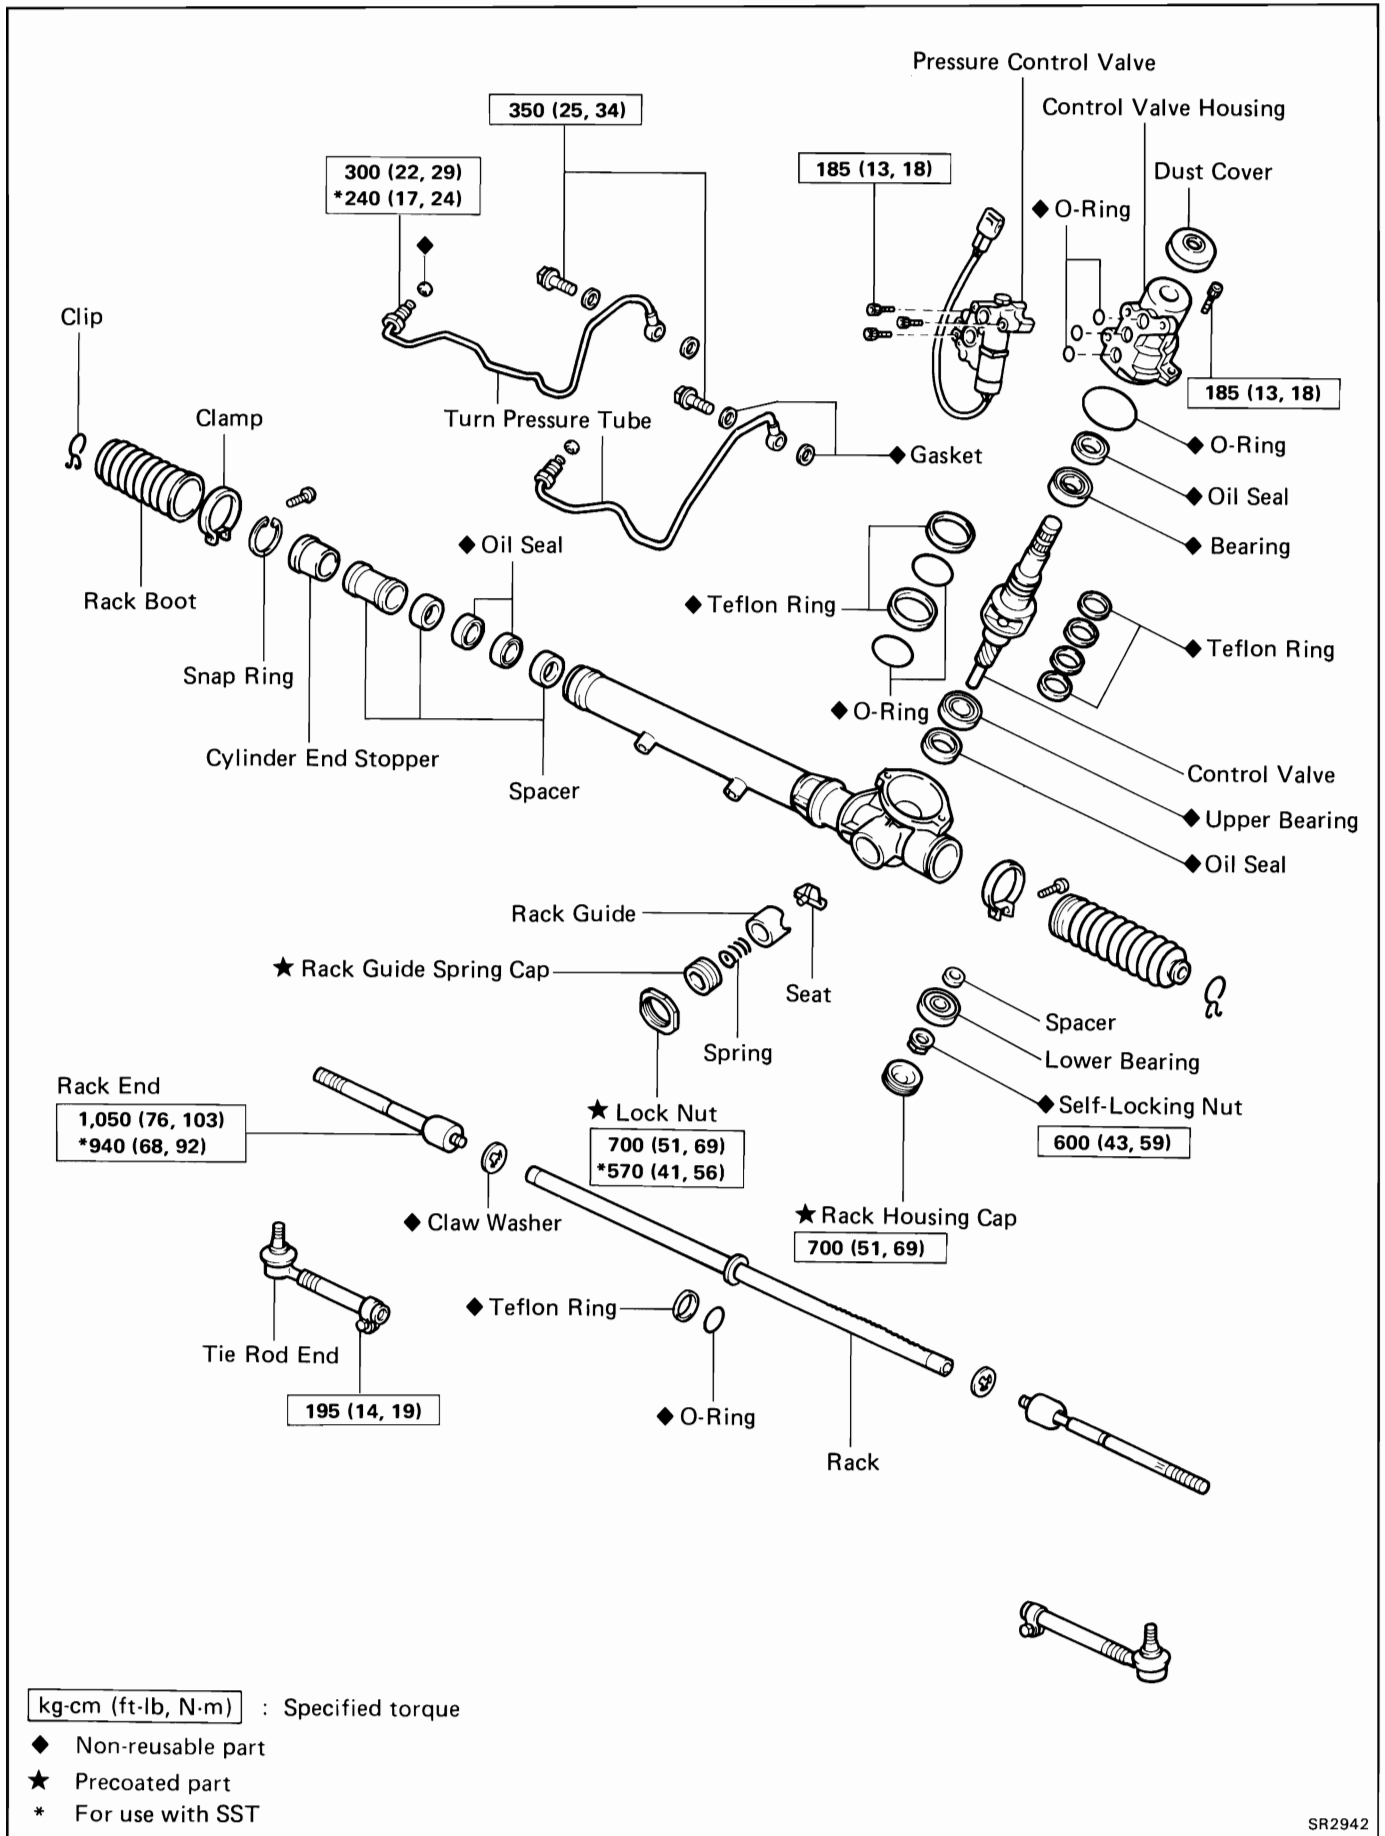 Pressure Control Valve
350 (25, 34)
Control Valve Housing
300 (22, 29)
*240 (17, 24)
185 (13, 18)
Dust Cover
◆ O-Ring
◆
Clip
185 (13, 18)
Clamp
Turn Pressure Tube
◆ Gasket
◆ O-Ring
◆ Oil Seal
◆ Oil Seal
◆ Bearing
Rack Boot
◆ Teflon Ring
◆ Teflon Ring
Snap Ring
◆ O-Ring
Cylinder End Stopper
Spacer
Control Valve
◆ Upper Bearing
◆ Oil Seal
Rack Guide
★ Rack Guide Spring Cap
Seat
Spacer
Spring
Lower Bearing
Rack End
1,050 (76, 103)
*940 (68, 92)
★ Lock Nut
700 (51, 69)
*570 (41, 56)
◆ Self-Locking Nut
600 (43, 59)
◆ Claw Washer
★ Rack Housing Cap
700 (51, 69)
◆ Teflon Ring
Tie Rod End
195 (14, 19)
◆ O-Ring
Rack
kg-cm (ft-lb, N·m) : Specified torque
◆ Non-reusable part
★ Precoated part
* For use with SST
SR2942